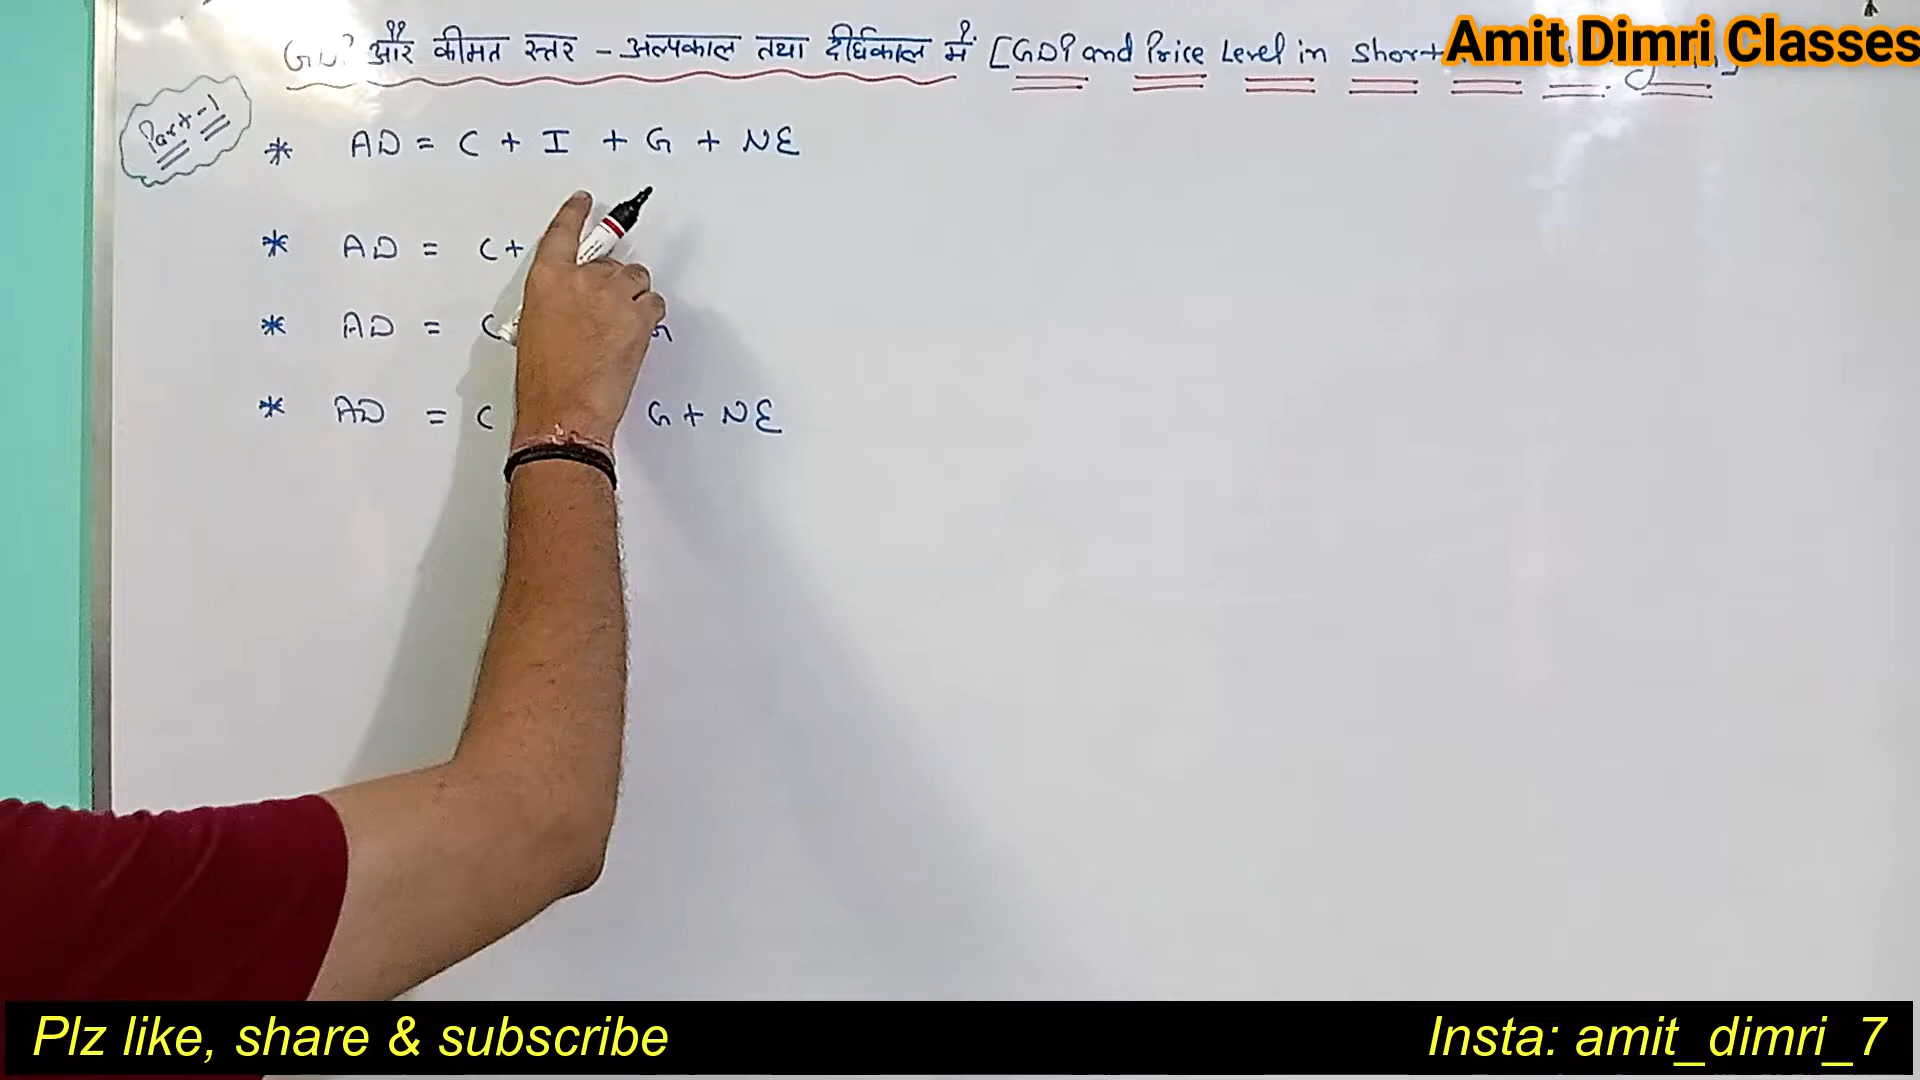 GDP और कीमत स्तर - अल्पकाल तथा दीर्घकाल में [GDP and Price Level in Short
Amit Dimri Classes
Part-1
* AD = C + I + G + NE
* AD = C +
* AD = C G
* AD = C G + NE
Plz like, share & subscribe
Insta: amit_dimri_7